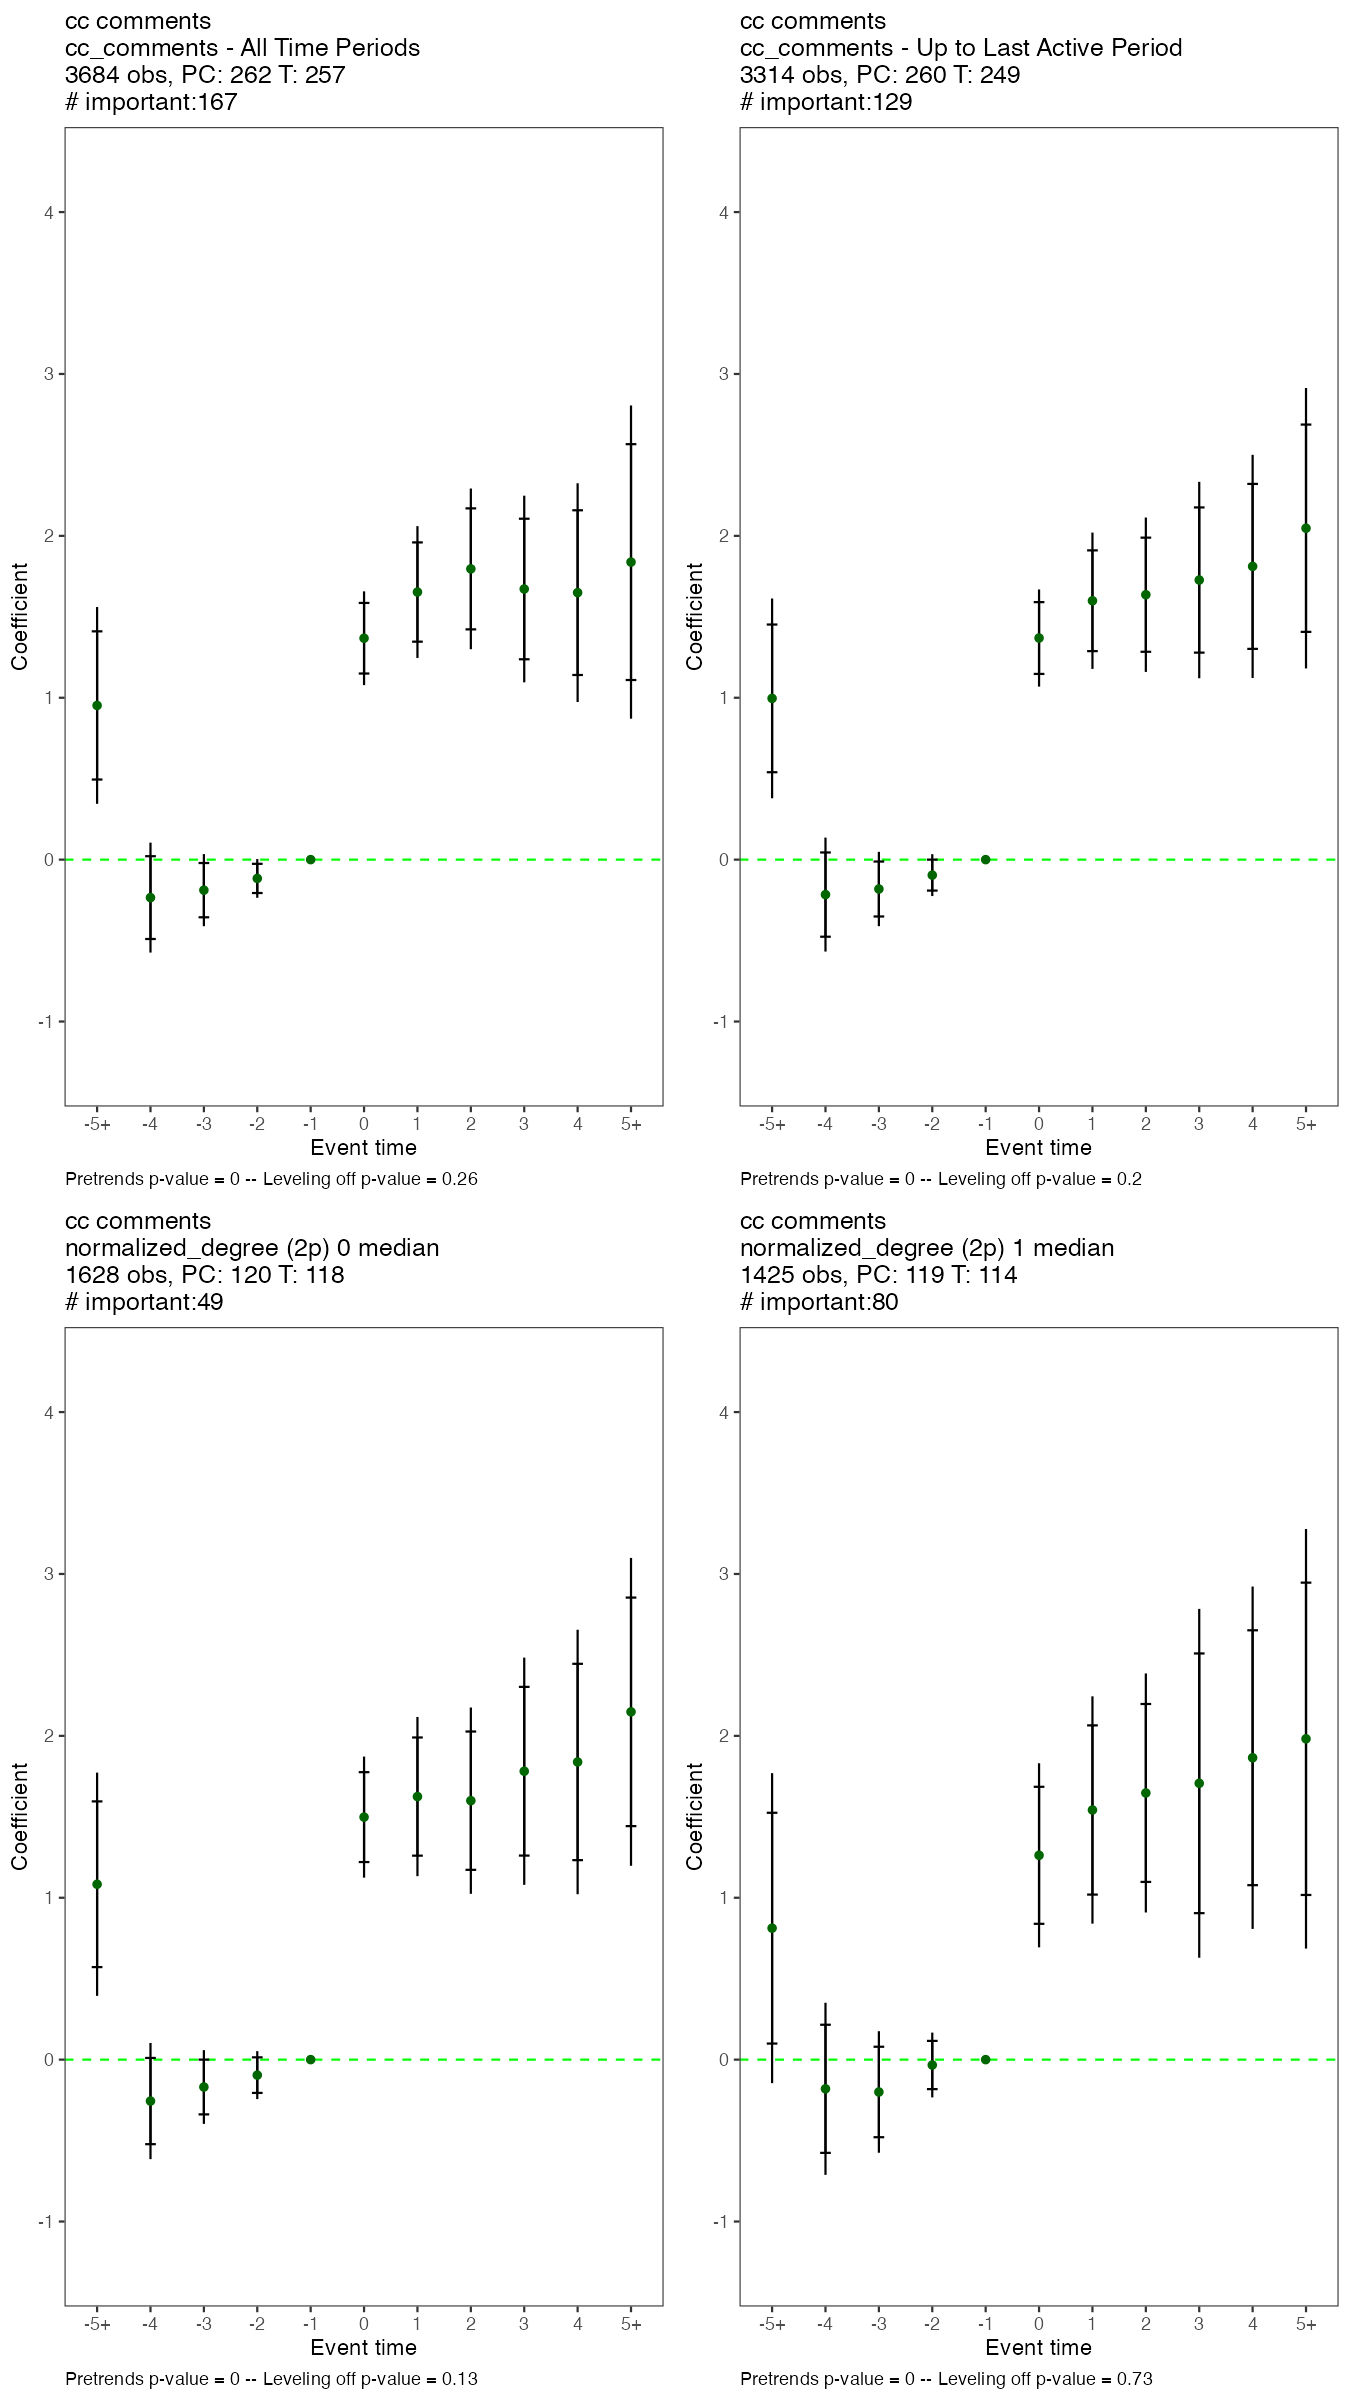 cc comments
cc_comments - All Time Periods
3684 obs, PC: 262 T: 257
# important:167
4
3
2
1
0
-1
Coefficient
-5+ -4 -3 -2 -1 0 1 2 3 4 5+
Event time
Pretrends p-value = 0 -- Leveling off p-value = 0.26
cc comments
cc_comments - Up to Last Active Period
3314 obs, PC: 260 T: 249
# important:129
4
3
2
1
0
-1
Coefficient
-5+ -4 -3 -2 -1 0 1 2 3 4 5+
Event time
Pretrends p-value = 0 -- Leveling off p-value = 0.2
cc comments
normalized_degree (2p) 0 median
1628 obs, PC: 120 T: 118
# important:49
4
3
2
1
0
-1
Coefficient
-5+ -4 -3 -2 -1 0 1 2 3 4 5+
Event time
Pretrends p-value = 0 -- Leveling off p-value = 0.13
cc comments
normalized_degree (2p) 1 median
1425 obs, PC: 119 T: 114
# important:80
4
3
2
1
0
-1
Coefficient
-5+ -4 -3 -2 -1 0 1 2 3 4 5+
Event time
Pretrends p-value = 0 -- Leveling off p-value = 0.73